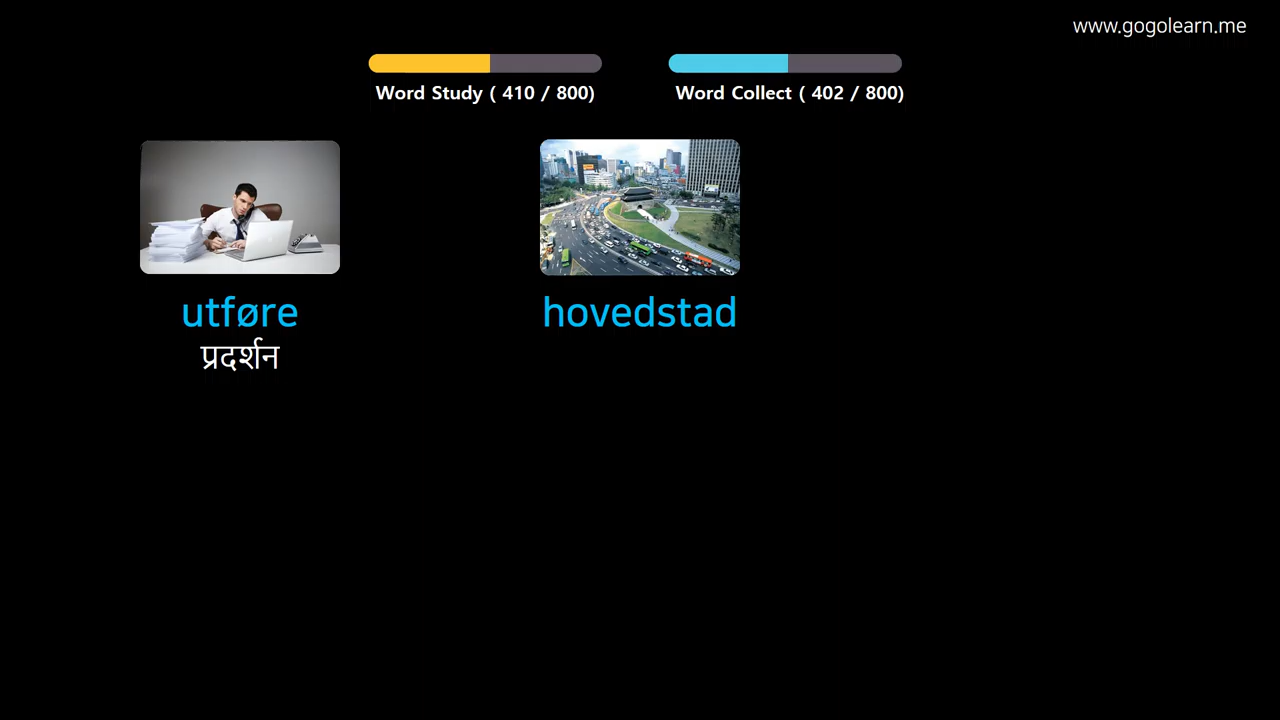 www.gogolearn.me
Word Study ( 410 / 800)
Word Collect ( 402 / 800)
utføre
hovedstad
प्रदर्शन